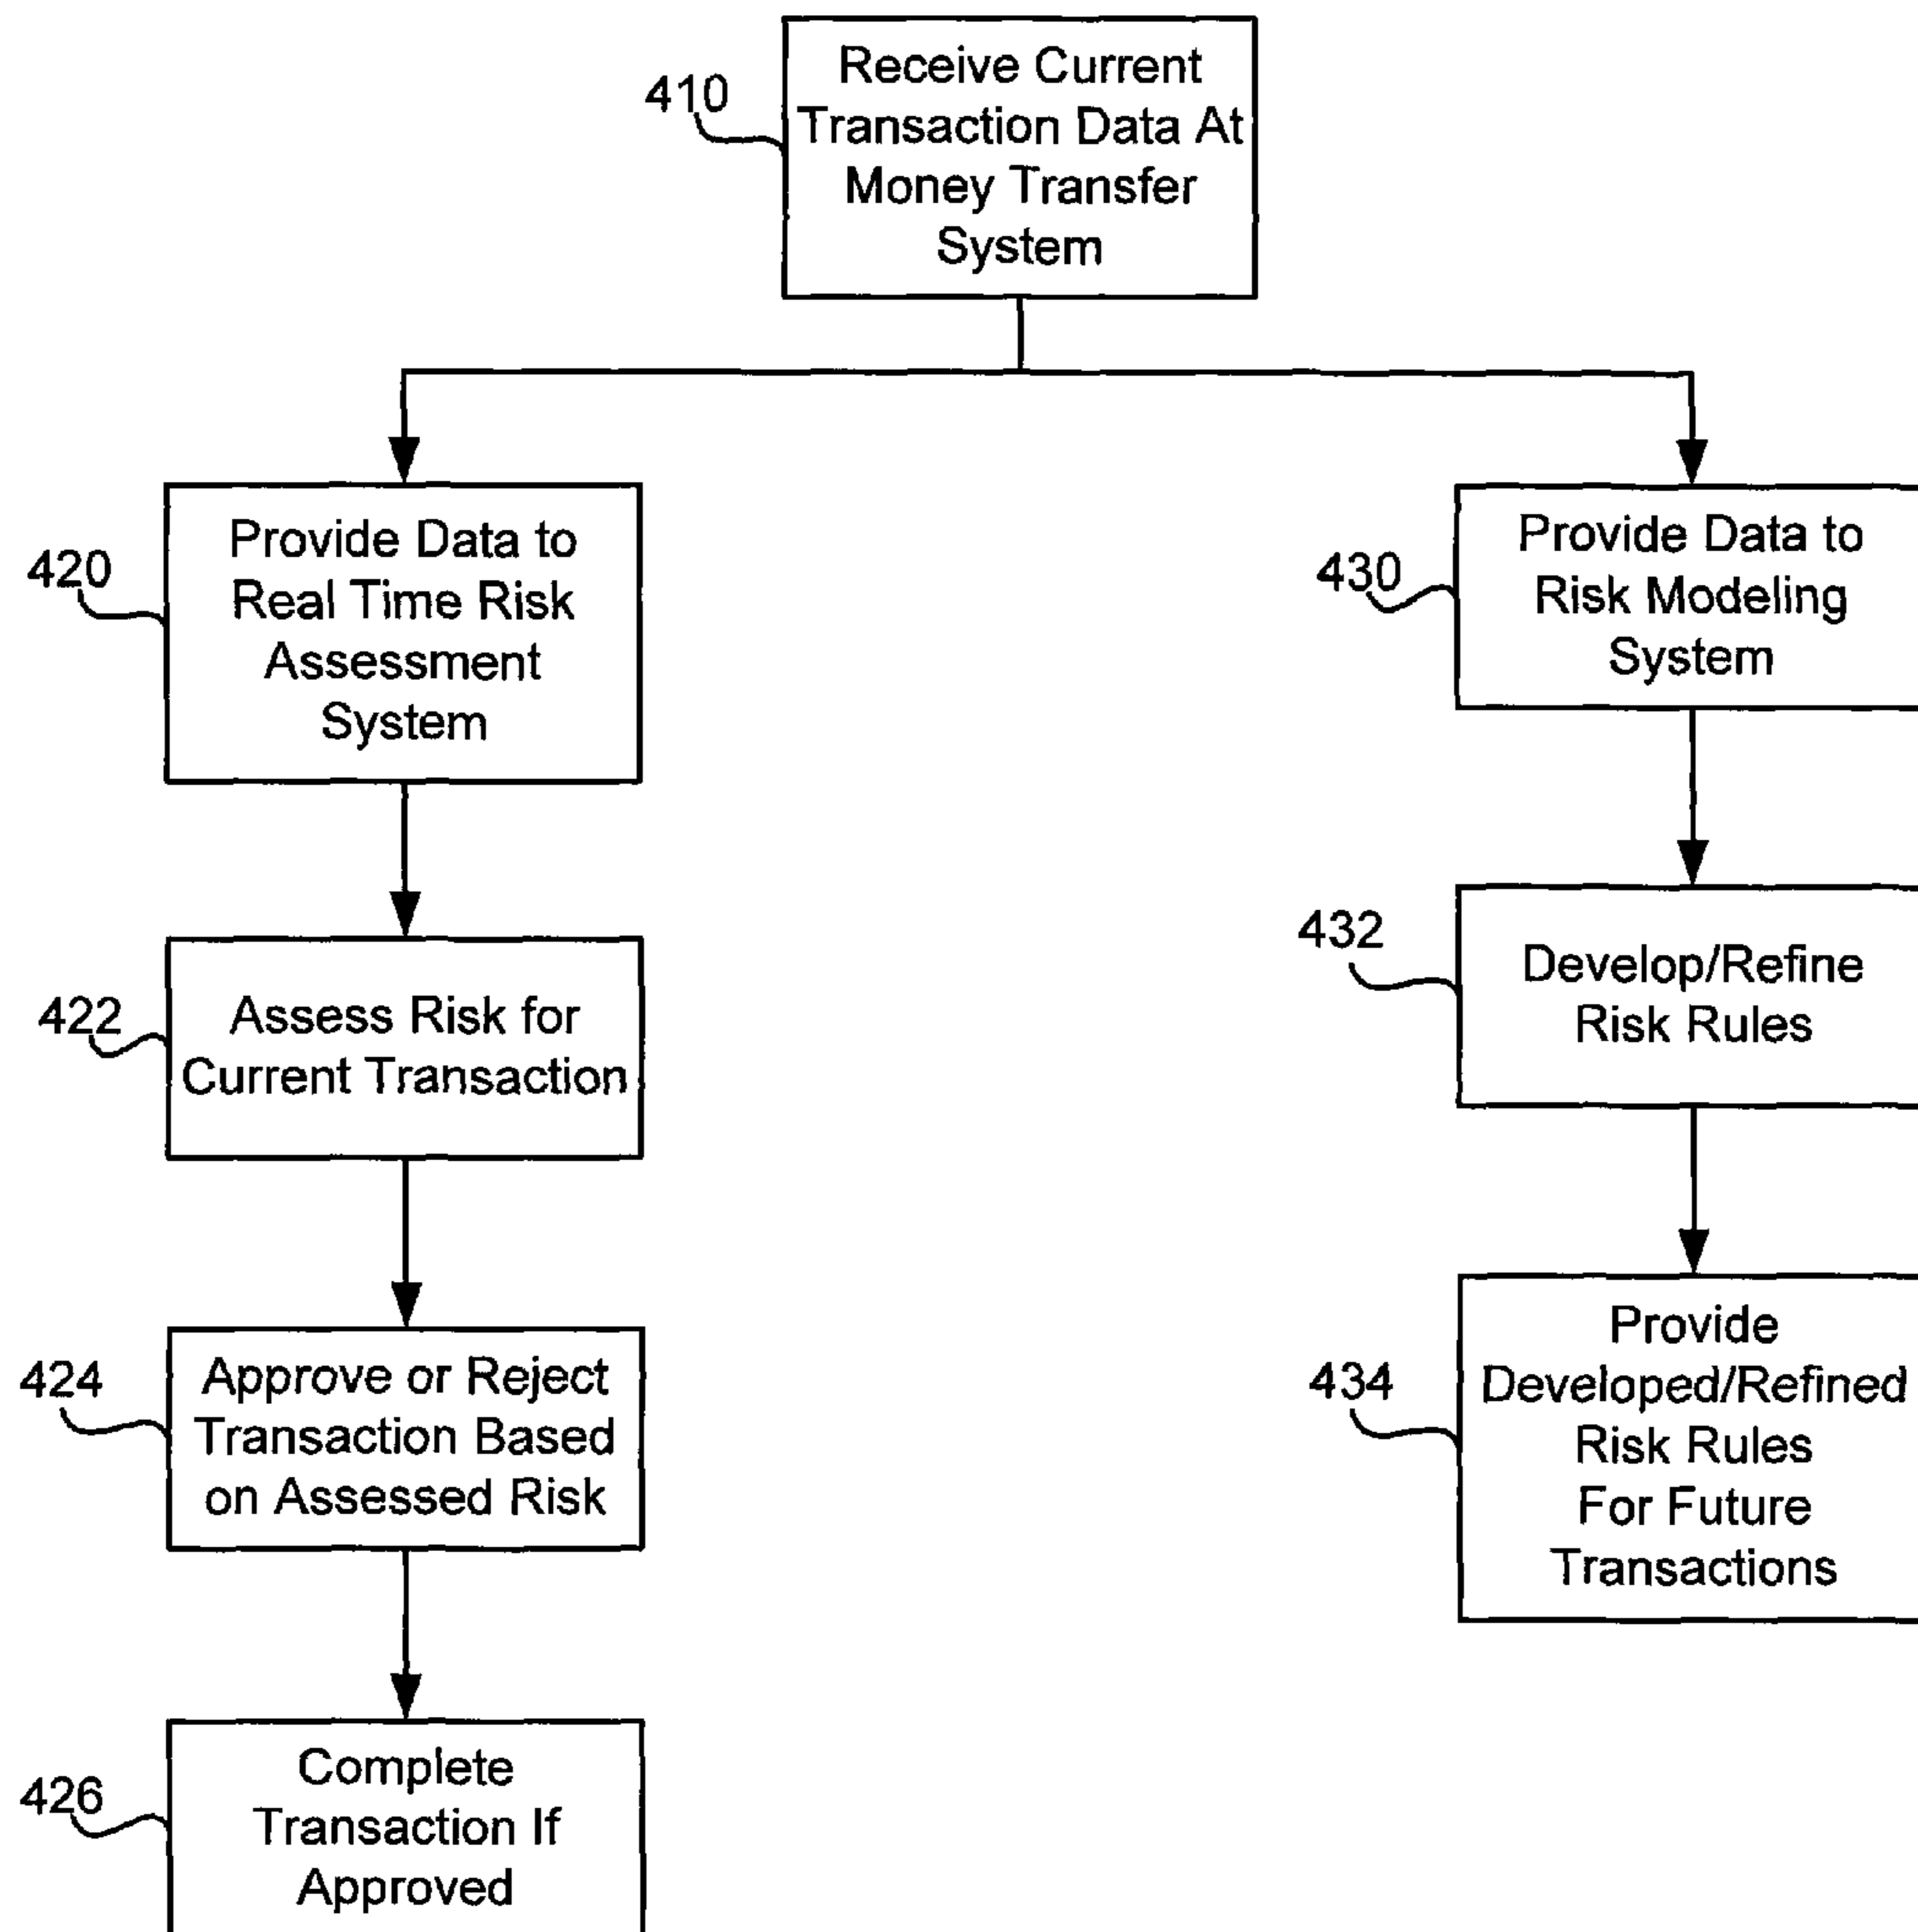 410
Receive Current
Transaction Data At
Money Transfer
System
420
Provide Data to
Real Time Risk
Assessment
System
422
Assess Risk for
Current Transaction
424
Approve or Reject
Transaction Based
on Assessed Risk
426
Complete
Transaction If
Approved
430
Provide Data to
Risk Modeling
System
432
Develop/Refine
Risk Rules
434
Provide
Developed/Refined
Risk Rules
For Future
Transactions